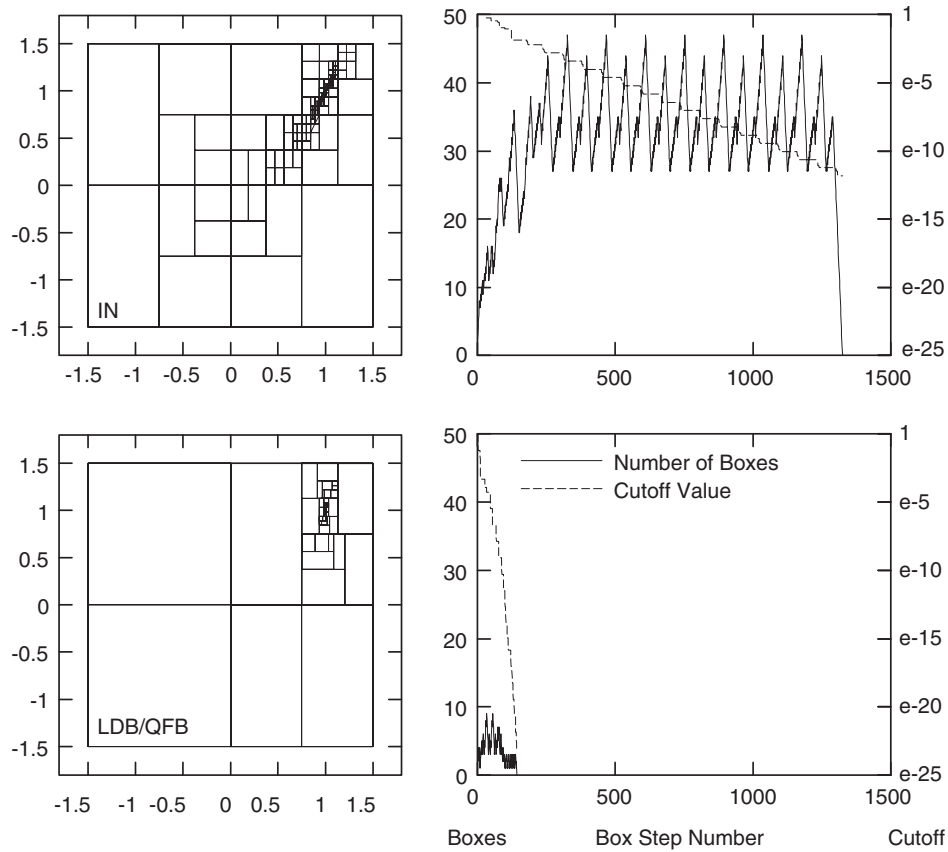 50
40
30
20
10
0
1
e-5
e-10
e-15
e-20
e-25
0 500 1000 1500
1.5
1
0.5
0
-0.5
-1
-1.5
IN
-1.5 -1 -0.5 0 0.5 1 1.5
50
40
30
20
10
0
1
e-5
e-10
e-15
e-20
e-25
Number of Boxes
Cutoff Value
0 500 1000 1500
1.5
1
0.5
0
-0.5
-1
-1.5
LDB/QFB
-1.5 -1 -0.5 0 0.5 1 1.5
Boxes Box Step Number Cutoff